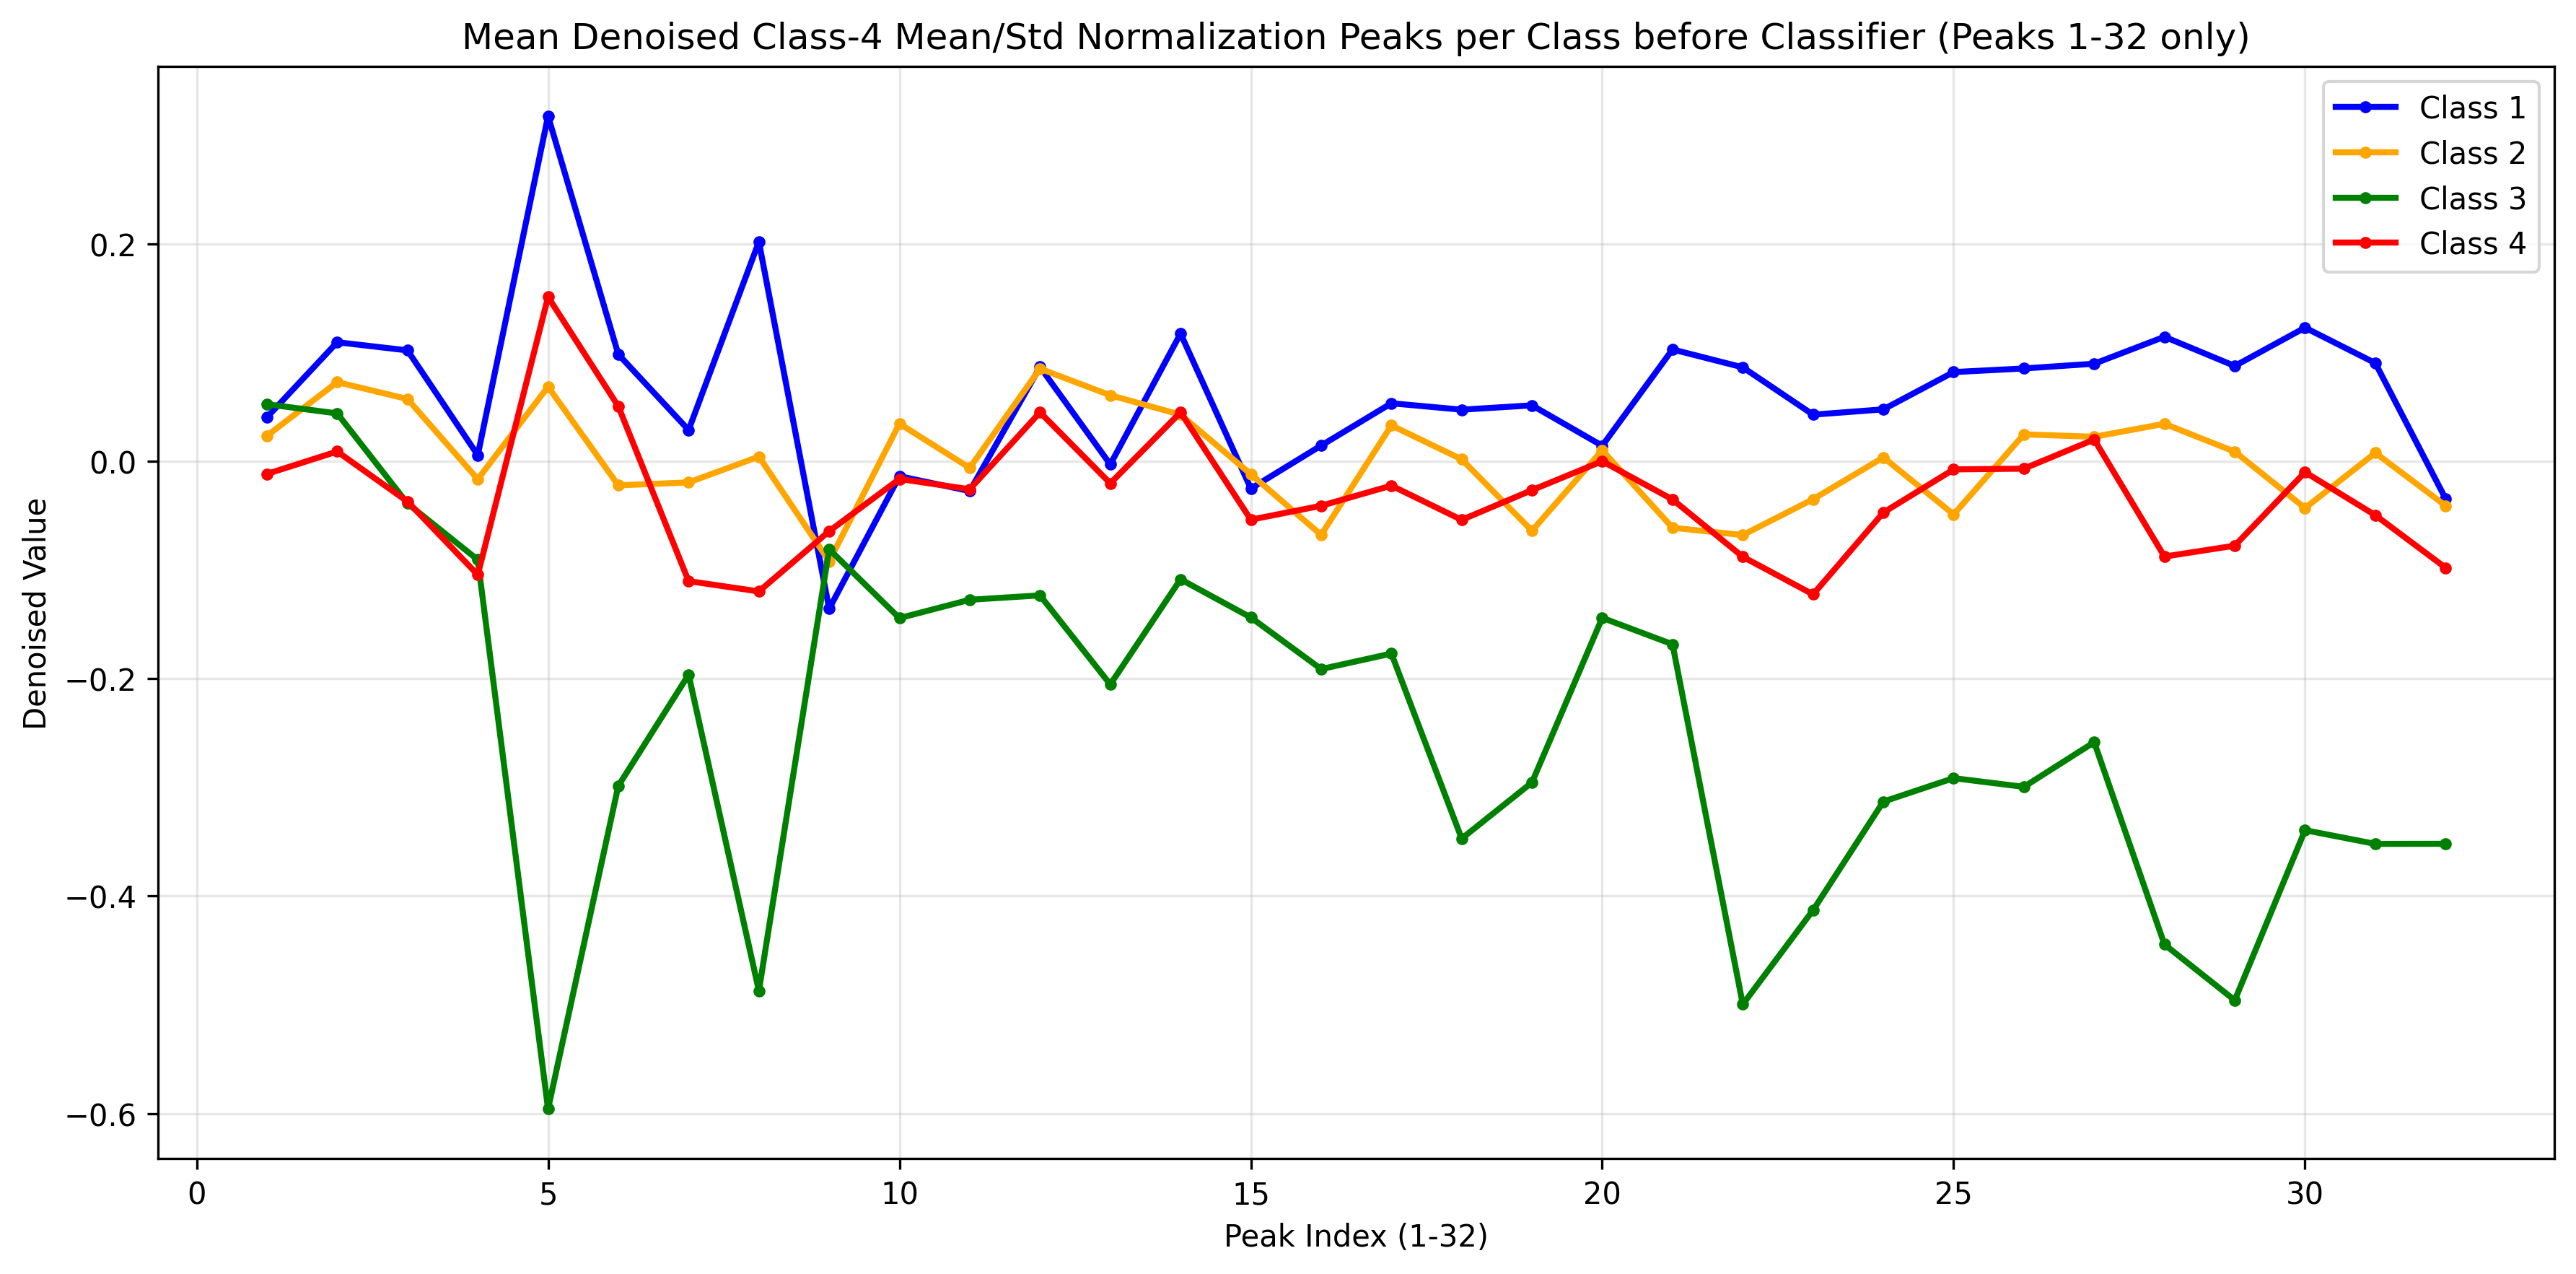 Mean Denoised Class-4 Mean/Std Normalization Peaks per Class before Classifier (Peaks 1-32 only)
Class 1
Class 2
Class 3
Class 4
Denoised Value
0.2
0.0
−0.2
−0.4
−0.6
0 5 10 15 20 25 30
Peak Index (1-32)